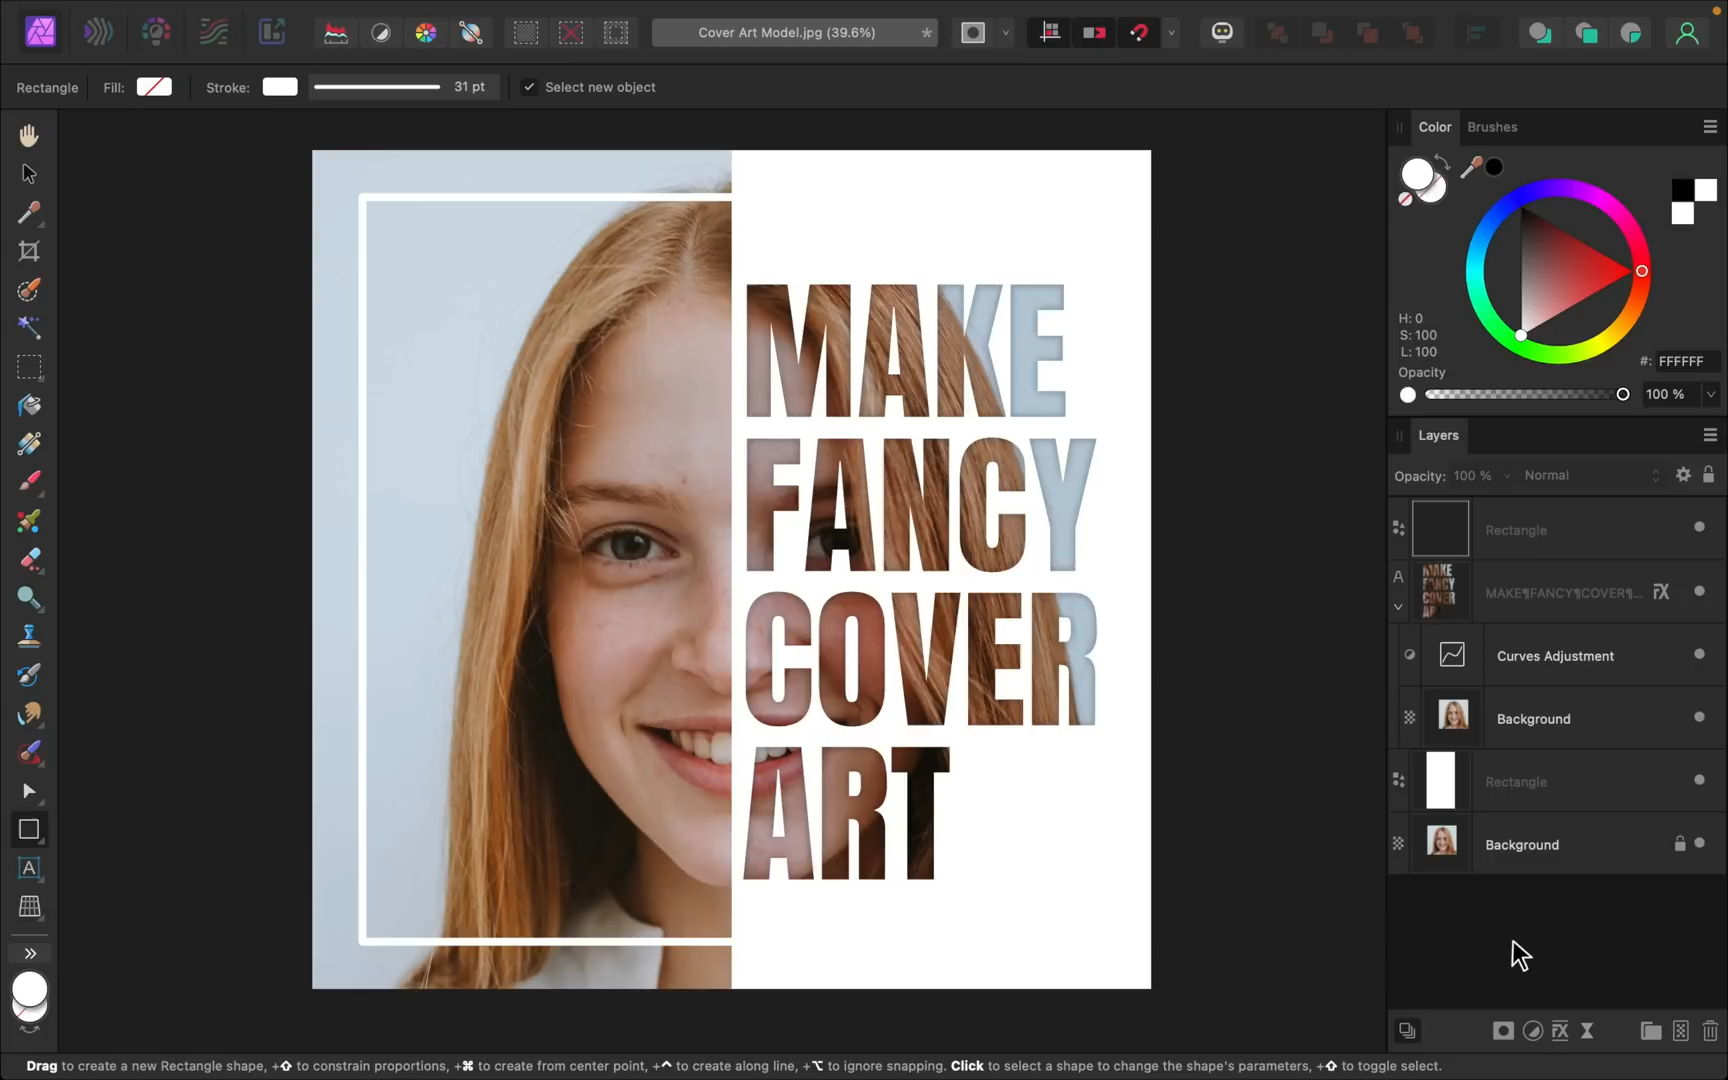 Cover Art Model.jpg (39.6%)
*
Rectangle
Fill:
Stroke:
31 pt
Select new object
Color
Brushes
H: 0
S: 100
L: 100
#: FFFFFF
Opacity
100 %
MAKE
FANCY
COVER
ART
Layers
Opacity: 100 %
Normal
Rectangle
A
MAKE¶FANCY¶COVER¶...
FX
Curves Adjustment
Background
Rectangle
Background
A
FX
Drag to create a new Rectangle shape, +⇧ to constrain proportions, +⌘ to create from center point, +^ to create along line, +⌥ to ignore snapping. Click to select a shape to change the shape's parameters, +⇧ to toggle select.